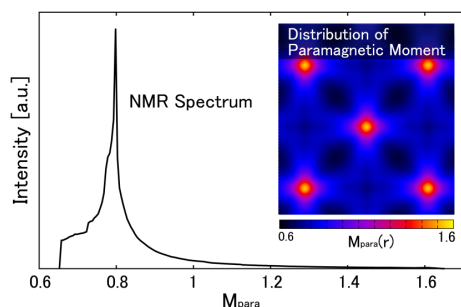 Intensity [a.u.]
NMR Spectrum
Distribution of
Paramagnetic Moment
0.6
1.6
Mpara(r)
0.6
0.8
1
1.2
1.4
1.6
Mpara